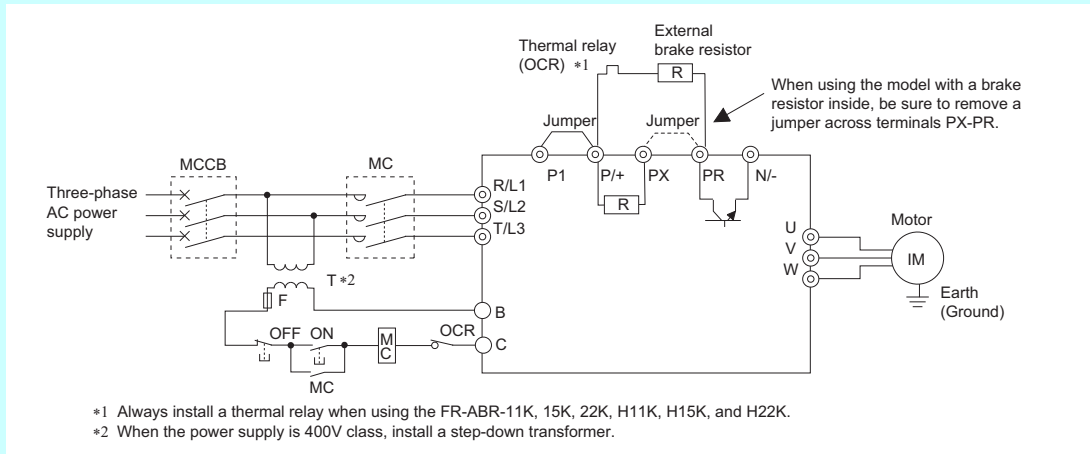 External
brake resistor
Thermal relay
(OCR) *1
R
When using the model with a brake
resistor inside, be sure to remove a
jumper across terminals PX-PR.
Jumper
Jumper
MCCB
MC
P1
P/+
PX
PR
N/-
Three-phase
AC power
supply
R/L1
S/L2
T/L3
R
Motor
U
V
W
IM
T *2
F
Earth
(Ground)
B
OFF
ON
MC
OCR
C
MC
*1 Always install a thermal relay when using the FR-ABR-11K, 15K, 22K, H11K, H15K, and H22K.
*2 When the power supply is 400V class, install a step-down transformer.